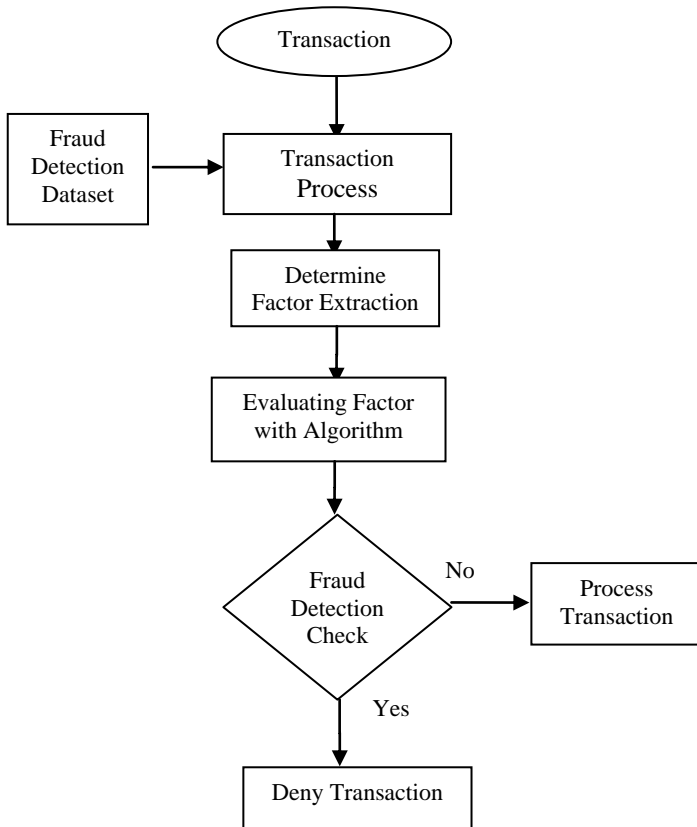 Transaction
Fraud
Detection
Dataset
Transaction
Process
Determine
Factor Extraction
Evaluating Factor
with Algorithm
Fraud
Detection
Check
No
Process
Transaction
Yes
Deny Transaction